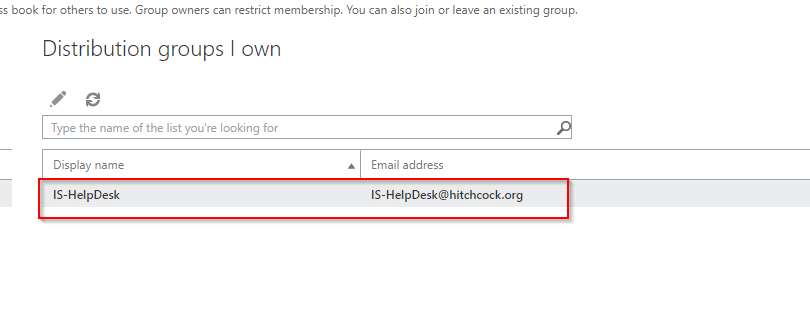 ss book for others to use. Group owners can restrict membership. You can also join or leave an existing group.
Distribution groups I own
Type the name of the list you're looking for
Display name Email address
IS-HelpDesk IS-HelpDesk@hitchcock.org